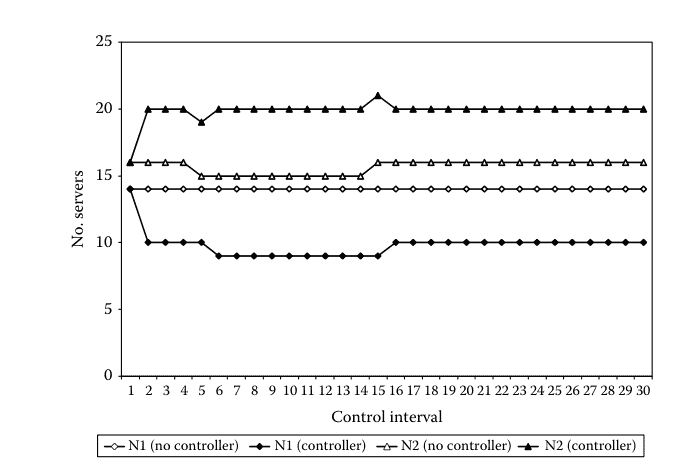 25
20
15
10
5
0
No. servers
1 2 3 4 5 6 7 8 9 10 11 12 13 14 15 16 17 18 19 20 21 22 23 24 25 26 27 28 29 30
Control interval
N1 (no controller) N1 (controller) N2 (no controller) N2 (controller)